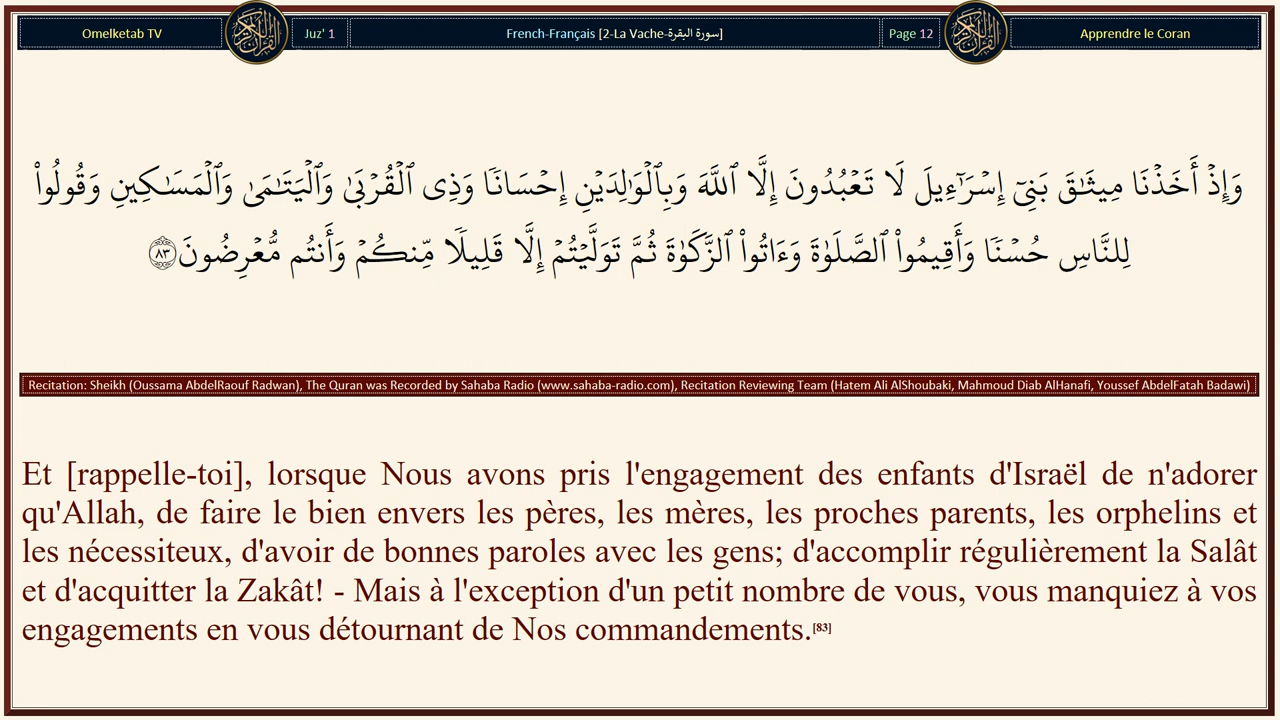 Omelketab TV
Juz' 1
French-Français [2-La Vache-سورة البقرة]
Page 12
Apprendre le Coran
وَإِذۡ أَخَذۡنَا مِيثَٰقَ بَنِيٓ إِسۡرَٰٓءِيلَ لَا تَعۡبُدُونَ إِلَّا ٱللَّهَ وَبِٱلۡوَٰلِدَيۡنِ إِحۡسَانٗا وَذِي ٱلۡقُرۡبَىٰ وَٱلۡيَتَٰمَىٰ وَٱلۡمَسَٰكِينِ وَقُولُواْ
لِلنَّاسِ حُسۡنٗا وَأَقِيمُواْ ٱلصَّلَوٰةَ وَءَاتُواْ ٱلزَّكَوٰةَ ثُمَّ تَوَلَّيۡتُمۡ إِلَّا قَلِيلٗا مِّنكُمۡ وَأَنتُم مُّعۡرِضُونَ ٨٣
Recitation: Sheikh (Oussama AbdelRaouf Radwan), The Quran was Recorded by Sahaba Radio (www.sahaba-radio.com), Recitation Reviewing Team (Hatem Ali AlShoubaki, Mahmoud Diab AlHanafi, Youssef AbdelFatah Badawi)
Et [rappelle-toi], lorsque Nous avons pris l'engagement des enfants d'Israël de n'adorer
qu'Allah, de faire le bien envers les pères, les mères, les proches parents, les orphelins et
les nécessiteux, d'avoir de bonnes paroles avec les gens; d'accomplir régulièrement la Salât
et d'acquitter la Zakât! - Mais à l'exception d'un petit nombre de vous, vous manquiez à vos
engagements en vous détournant de Nos commandements.[83]